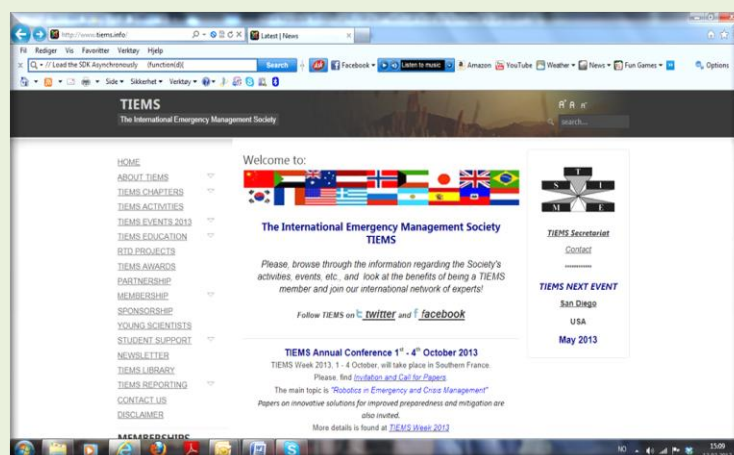 http://www.tiems.info/
Latest | News
Fil Rediger Vis Favoritter Verktøy Hjelp
// Load the SDK Asynchronously (function(d){
Search
Facebook
Listen to music
Amazon
YouTube
Weather
News
Fun Games
Options
Side Sikkerhet Verktøy
TIEMS
The International Emergency Management Society
search...
HOME
ABOUT TIEMS
TIEMS CHAPTERS
TIEMS ACTIVITIES
TIEMS EVENTS 2013
TIEMS EDUCATION
RTD PROJECTS
TIEMS AWARDS
PARTNERSHIP
MEMBERSHIP
SPONSORSHIP
YOUNG SCIENTISTS
STUDENT SUPPORT
NEWSLETTER
TIEMS LIBRARY
TIEMS REPORTING
CONTACT US
DISCLAIMER
MEMBERSHIPS
Welcome to:
The International Emergency Management Society
TIEMS
Please, browse through the information regarding the Society's
activities, events, etc., and look at the benefits of being a TIEMS
member and join our international network of experts!
Follow TIEMS on twitter and facebook
TIEMS Annual Conference 1st - 4th October 2013
TIEMS Week 2013, 1 - 4 October, will take place in Southern France.
Please, find Invitation and Call for Papers.
The main topic is "Robotics in Emergency and Crisis Management"
Papers on innovative solutions for improved preparedness and mitigation are
also invited.
More details is found at TIEMS Week 2013
T
S I
M E
TIEMS Secretariat
Contact
------------
TIEMS NEXT EVENT
San Diego
USA
May 2013
NO
15:09